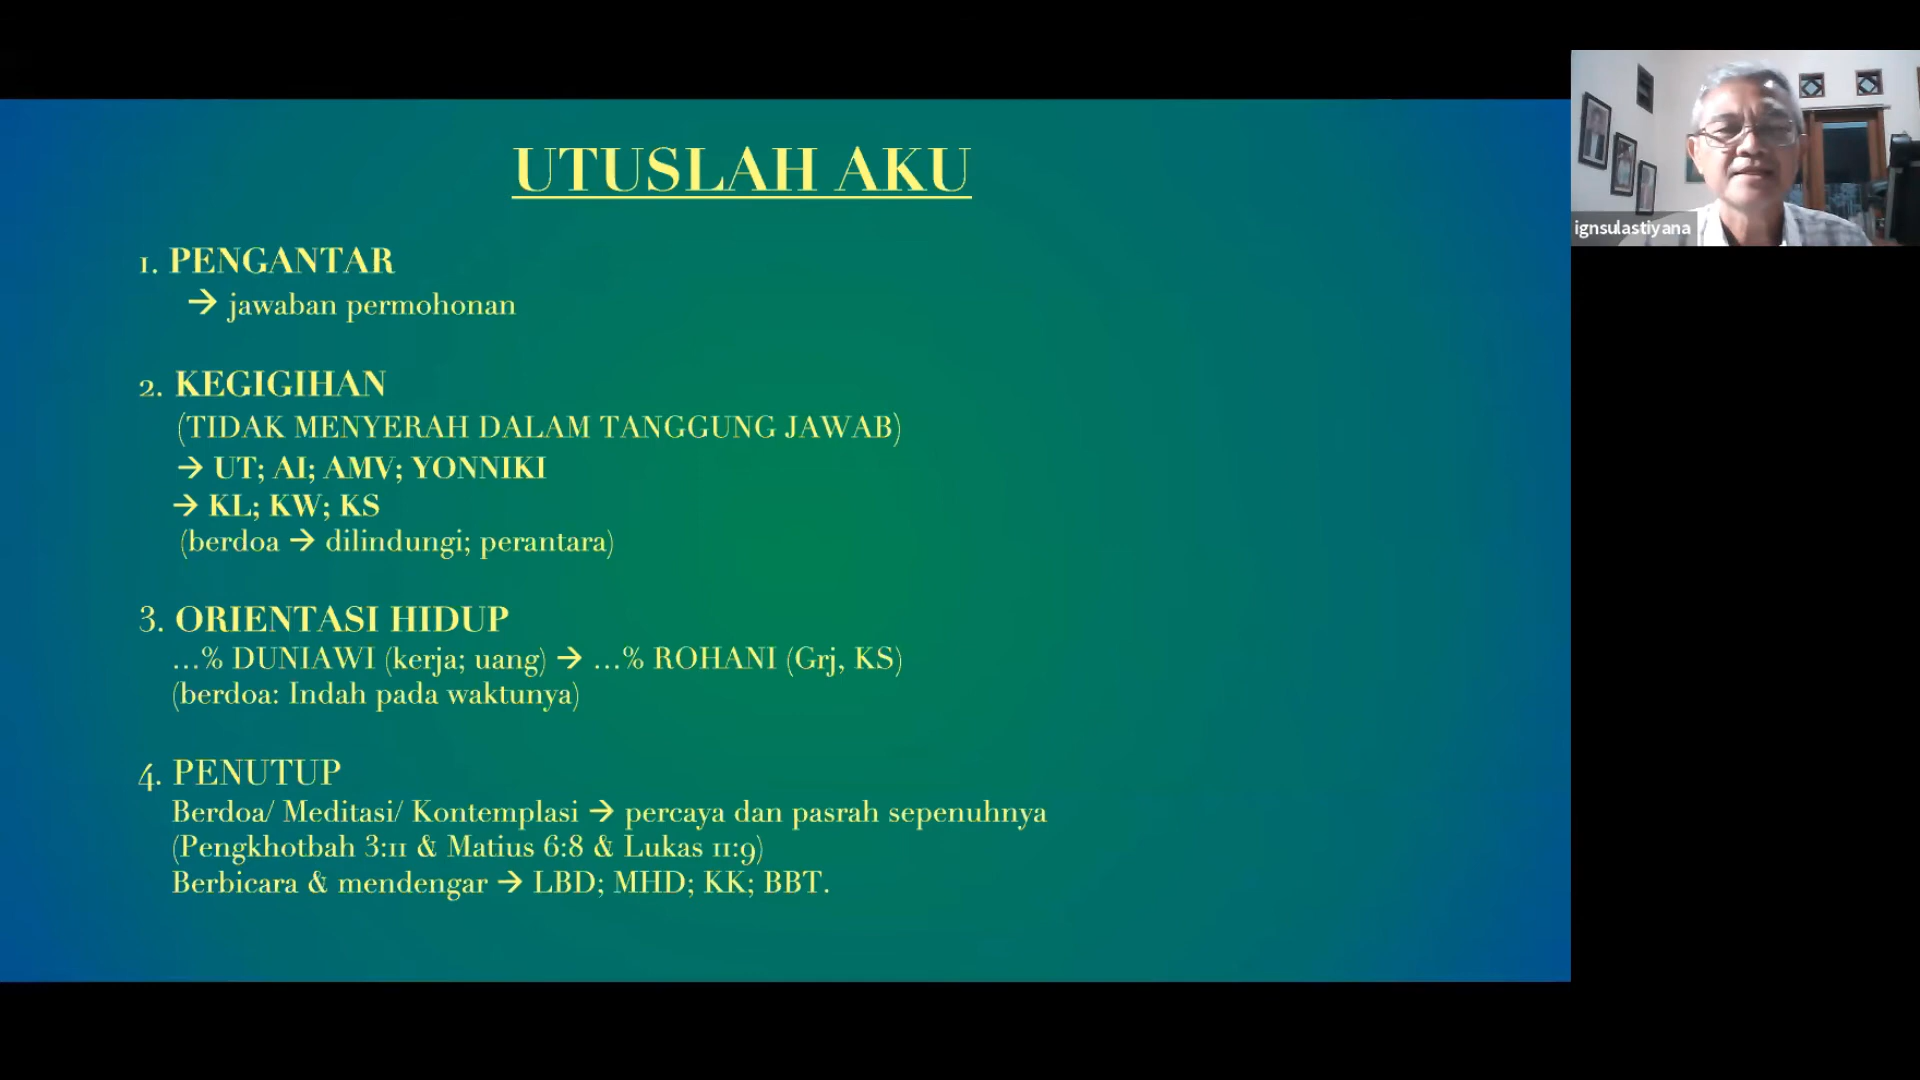 UTUSLAH AKU
1. PENGANTAR
→ jawaban permohonan
2. KEGIGIHAN
(TIDAK MENYERAH DALAM TANGGUNG JAWAB)
→ UT; AI; AMV; YONNIKI
→ KL; KW; KS
(berdoa → dilindungi; perantara)
3. ORIENTASI HIDUP
...% DUNIAWI (kerja; uang) → ...% ROHANI (Grj, KS)
(berdoa: Indah pada waktunya)
4. PENUTUP
Berdoa/ Meditasi/ Kontemplasi → percaya dan pasrah sepenuhnya
(Pengkhotbah 3:11 & Matius 6:8 & Lukas 11:9)
Berbicara & mendengar → LBD; MHD; KK; BBT.
ignsulastiyana